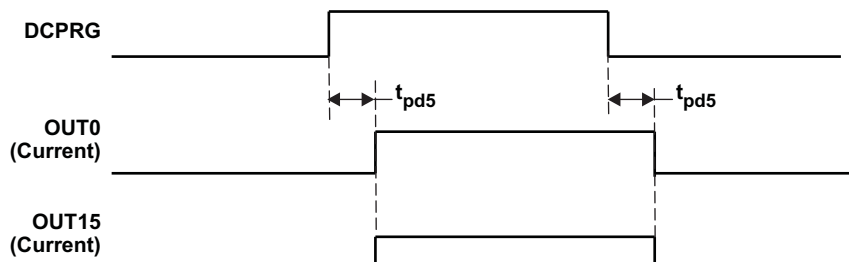 DCPRG
tpd5
tpd5
OUT0
(Current)
OUT15
(Current)